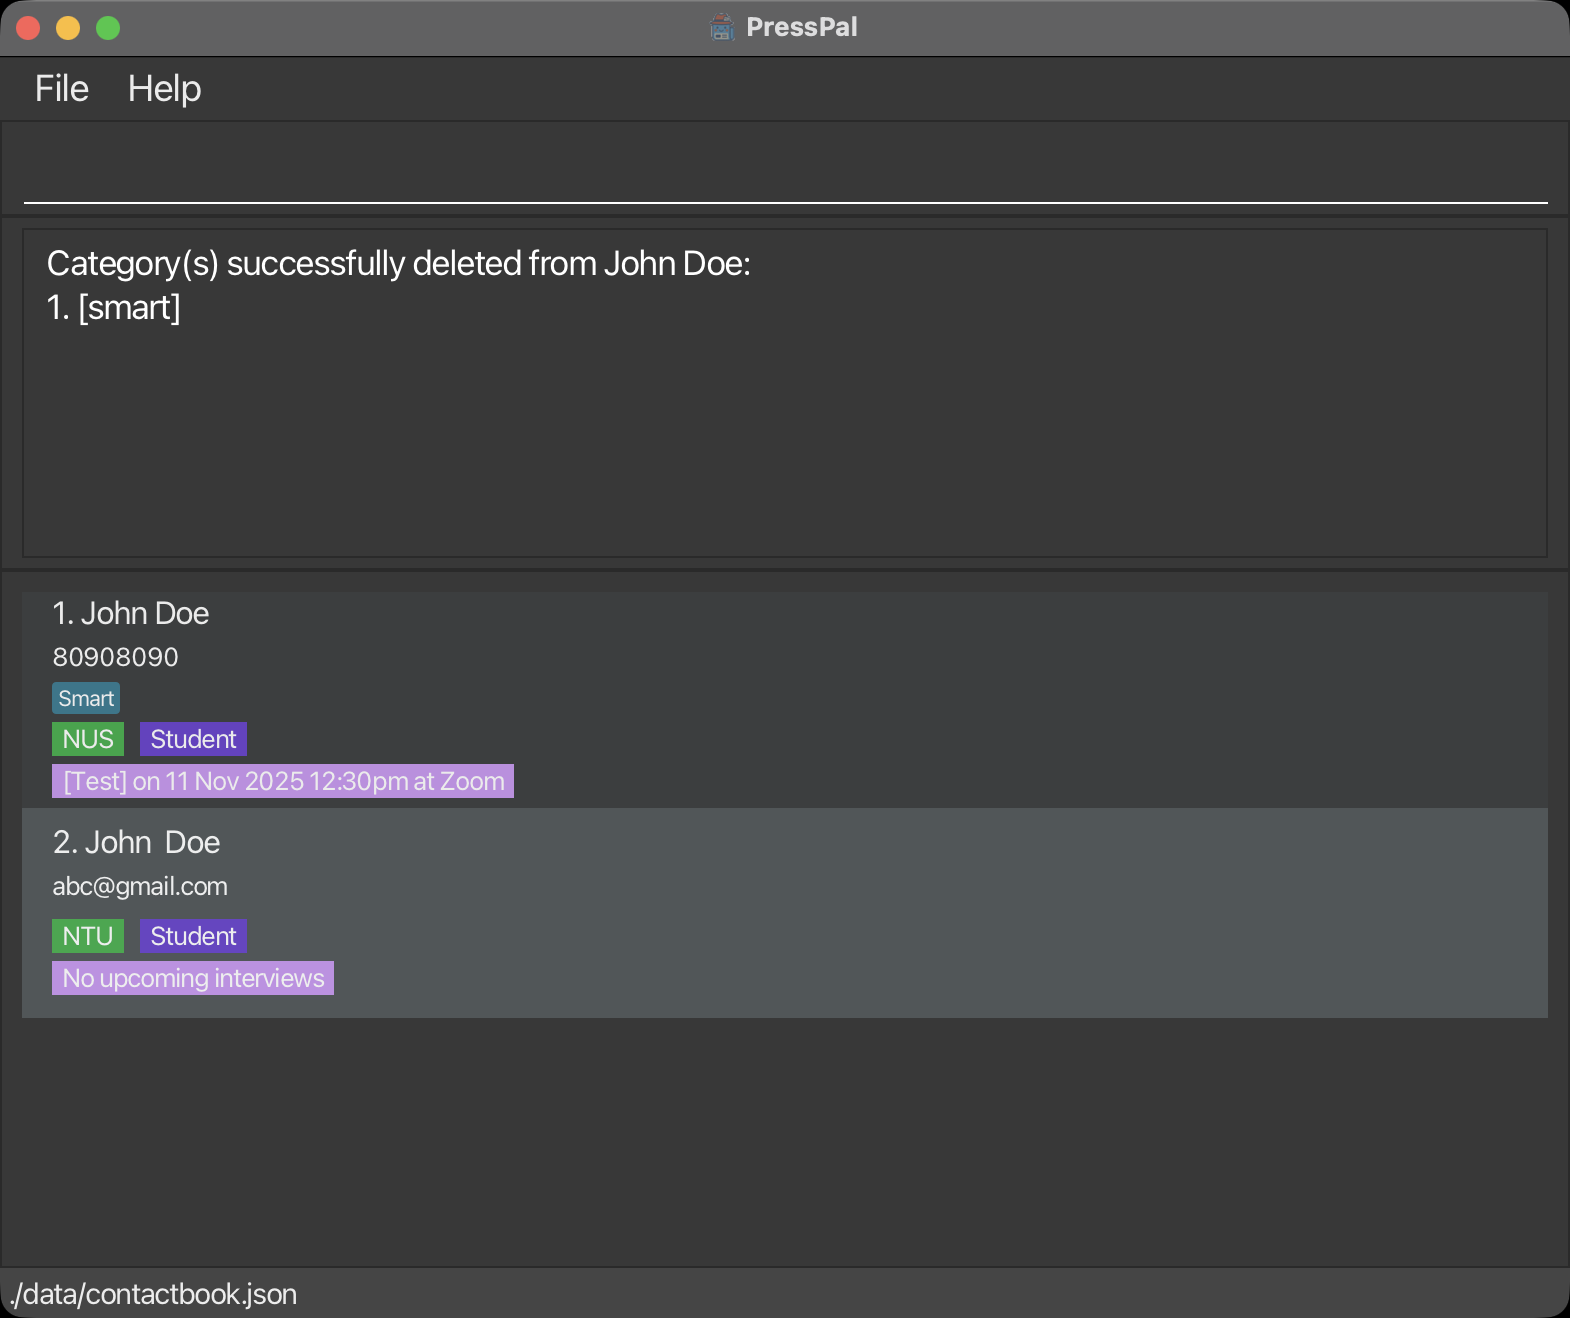 PressPal
File Help
Category(s) successfully deleted from John Doe:
1. [smart]
1. John Doe
80908090
Smart
NUS Student
[Test] on 11 Nov 2025 12:30pm at Zoom
2. John  Doe
abc@gmail.com
NTU Student
No upcoming interviews
./data/contactbook.json